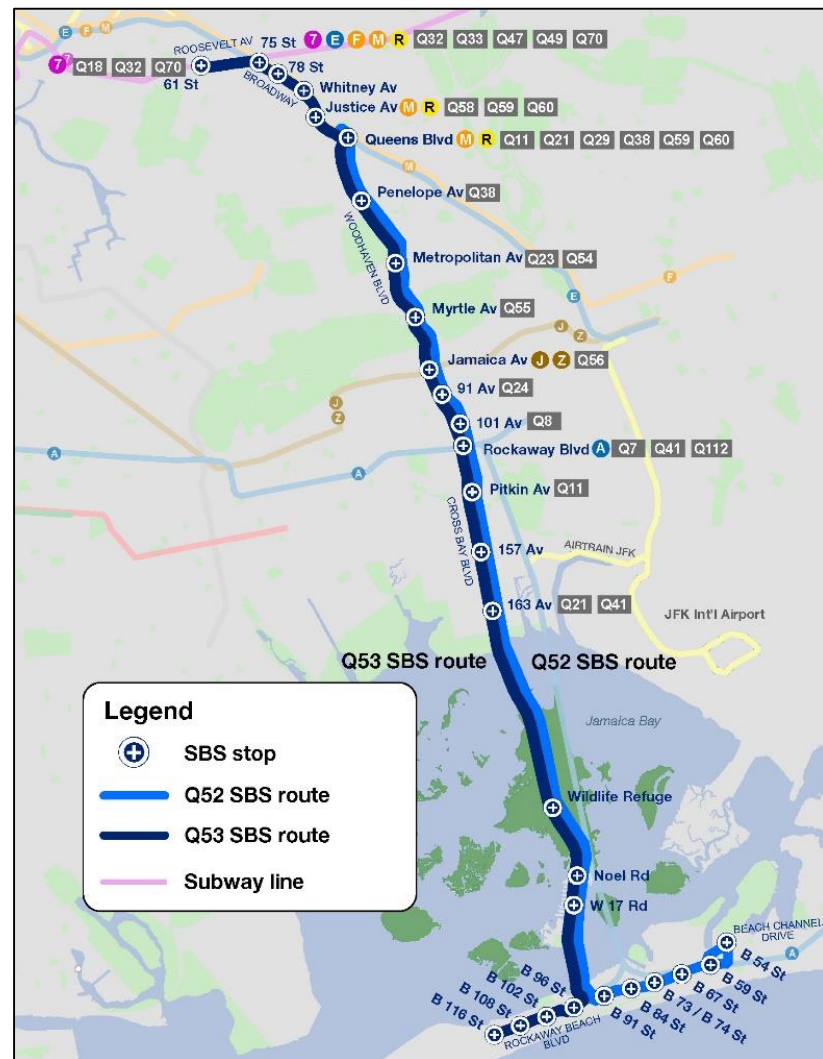 ROOSEVELT AV
75 St 7 E F M R Q32 Q33 Q47 Q49 Q70
7 Q18 Q32 Q70
61 St
78 St
BROADWAY
Whitney Av
Justice Av M R Q58 Q59 Q60
Queens Blvd M R Q11 Q21 Q29 Q38 Q59 Q60
Penelope Av Q38
WOODHAVEN BLVD
Metropolitan Av Q23 Q54
Myrtle Av Q55
Jamaica Av J Z Q56
91 Av Q24
101 Av Q8
Rockaway Blvd A Q7 Q41 Q112
Pitkin Av Q11
CROSS BAY BLVD
157 Av
AIRTRAIN JFK
163 Av Q21 Q41
JFK Int'l Airport
Q53 SBS route
Q52 SBS route
Jamaica Bay
Legend
SBS stop
Q52 SBS route
Q53 SBS route
Subway line
Wildlife Refuge
Noel Rd
W 17 Rd
BEACH CHANNEL
DRIVE
B 54 St
B 59 St
B 67 St
B 73 / B 74 St
B 84 St
B 91 St
B 96 St
B 102 St
B 108 St
B 116 St
ROCKAWAY BEACH
BLVD
E
F
M
M
F
E
J
Z
J
Z
A
A
A